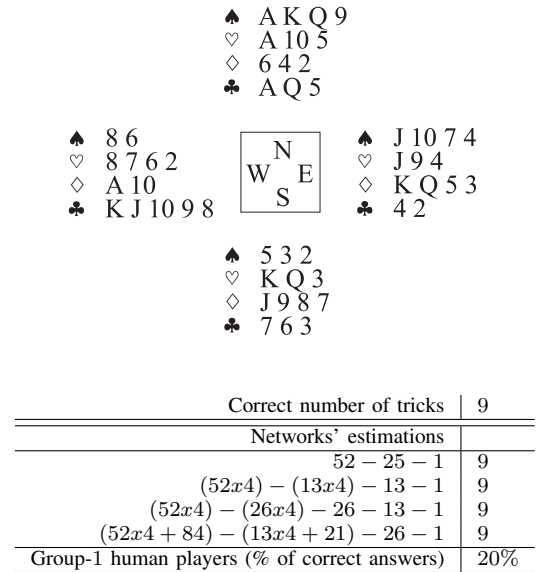 ♠ A K Q 9
♡ A 10 5
♢ 6 4 2
♣ A Q 5
♠ 8 6
♡ 8 7 6 2
♢ A 10
♣ K J 10 9 8
N
W E
S
♠ J 10 7 4
♡ J 9 4
♢ K Q 5 3
♣ 4 2
♠ 5 3 2
♡ K Q 3
♢ J 9 8 7
♣ 7 6 3
Correct number of tricks 9
Networks' estimations
52 − 25 − 1 9
(52x4) − (13x4) − 13 − 1 9
(52x4) − (26x4) − 26 − 13 − 1 9
(52x4 + 84) − (13x4 + 21) − 26 − 1 9
Group-1 human players (% of correct answers) 20%